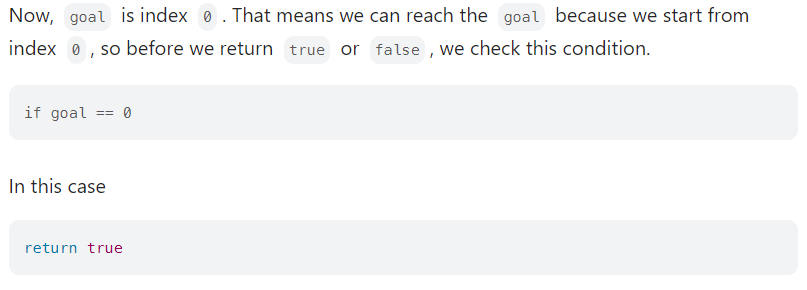 Now, goal is index 0 . That means we can reach the goal because we start from
index 0 , so before we return true or false , we check this condition.
if goal == 0
In this case
return true